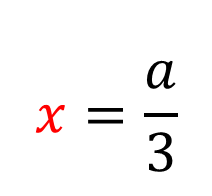 x = a/3